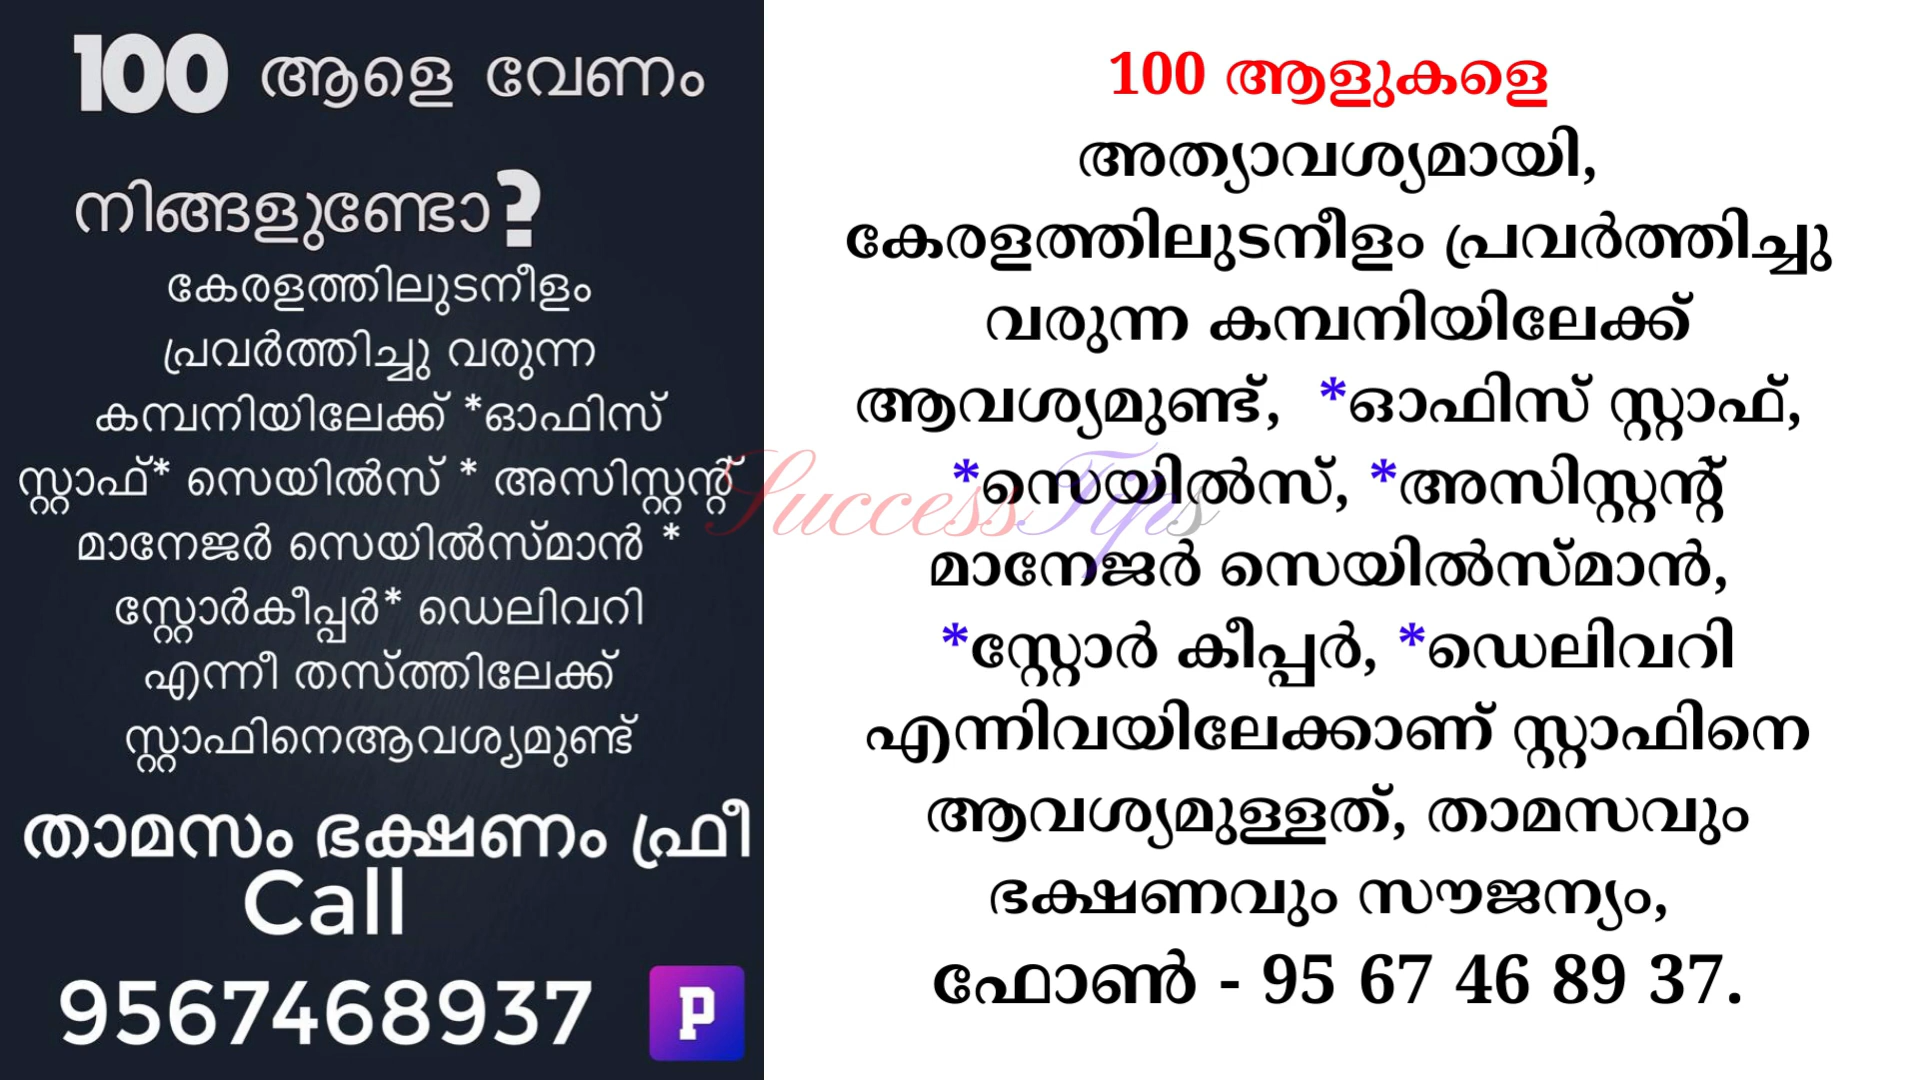 100 ആളെ വേണം
നിങ്ങളുണ്ടോ?
കേരളത്തിലുടനീളം
പ്രവർത്തിച്ചു വരുന്ന
കമ്പനിയിലേക്ക് *ഓഫിസ്
സ്റ്റാഫ്* സെയിൽസ് * അസിസ്റ്റന്റ്
മാനേജർ സെയിൽസ്മാൻ *
സ്റ്റോർകീപ്പർ* ഡെലിവറി
എന്നീ തസ്ത്തിലേക്ക്
സ്റ്റാഫിനെആവശ്യമുണ്ട്
താമസം ഭക്ഷണം ഫ്രീ
Call
9567468937
P
100 ആളുകളെ
അത്യാവശ്യമായി,
കേരളത്തിലുടനീളം പ്രവർത്തിച്ചു
വരുന്ന കമ്പനിയിലേക്ക്
ആവശ്യമുണ്ട്, *ഓഫിസ് സ്റ്റാഫ്,
*സെയിൽസ്, *അസിസ്റ്റന്റ്
മാനേജർ സെയിൽസ്മാൻ,
*സ്റ്റോർ കീപ്പർ, *ഡെലിവറി
എന്നിവയിലേക്കാണ് സ്റ്റാഫിനെ
ആവശ്യമുള്ളത്, താമസവും
ഭക്ഷണവും സൗജന്യം,
ഫോൺ - 95 67 46 89 37.
SuccessTips